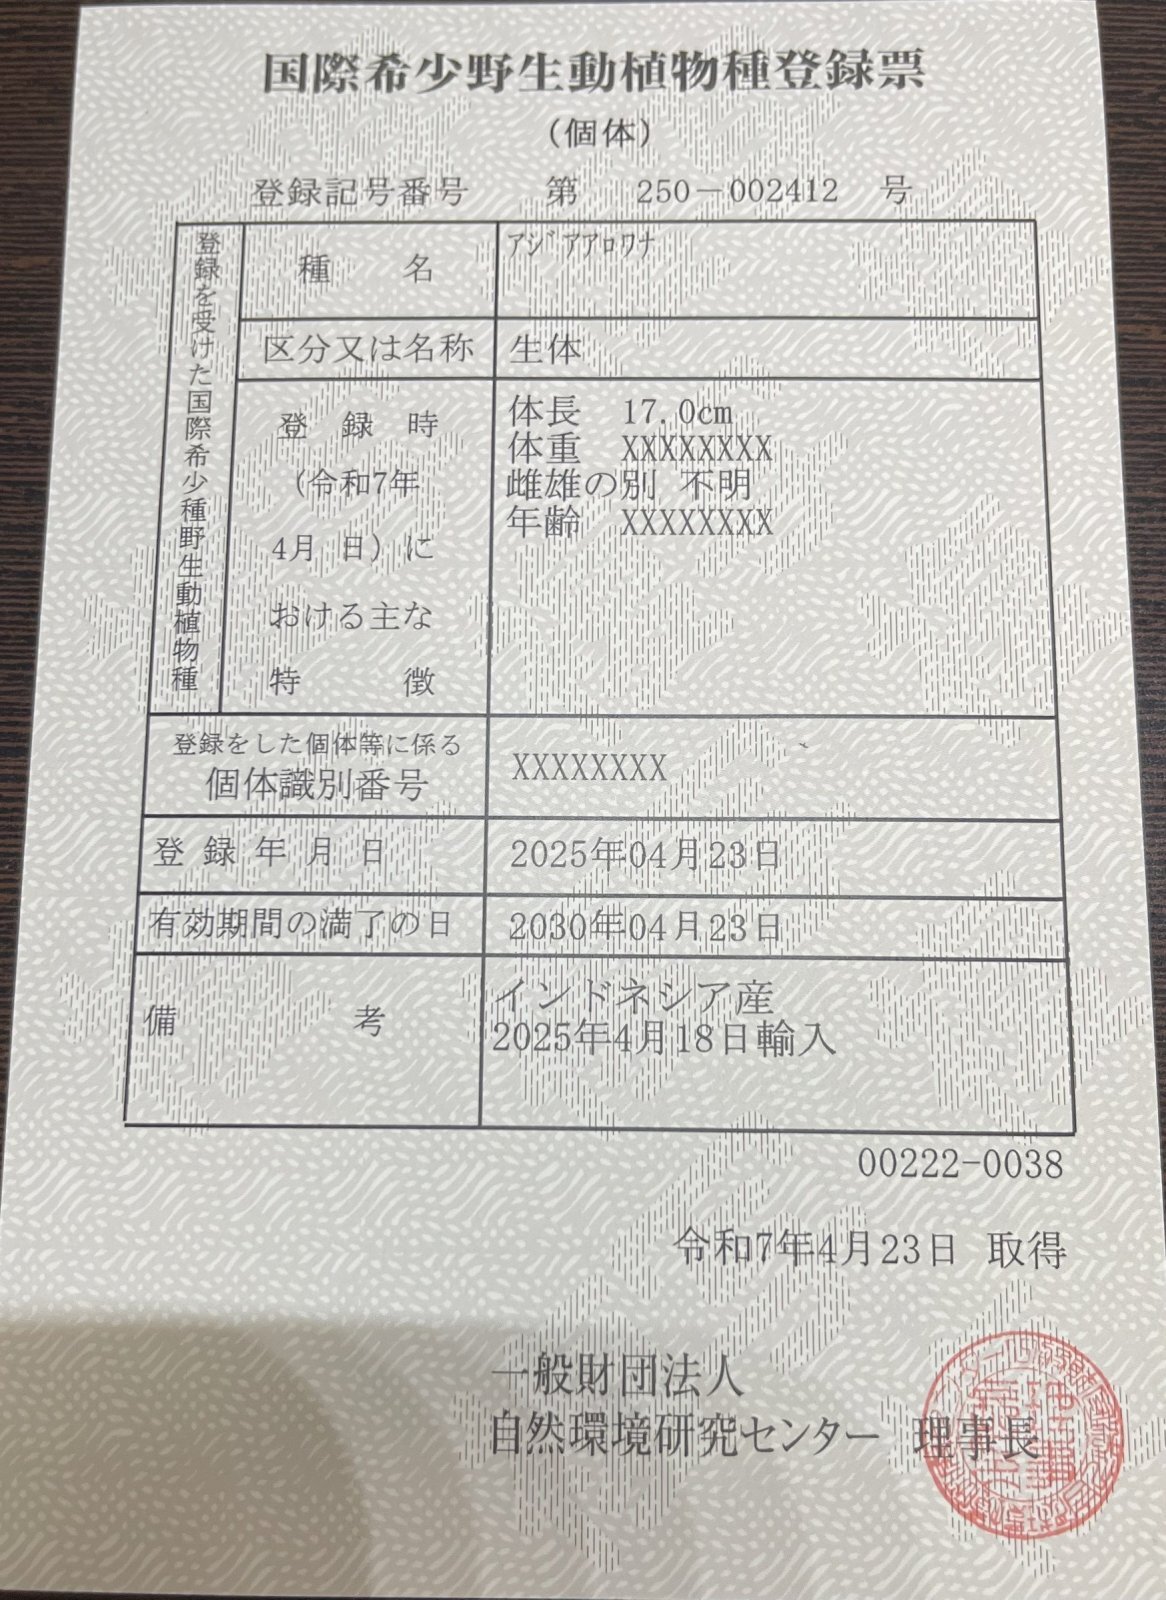 国際希少野生動植物種登録票
(個体)
登録記号番号 第 250－002412 号
登録を受けた国際希少種野生動植物種
種 名
ｱｼﾞｱｱﾛﾜﾅ
区分又は名称
生体
登 録 時
(令和7年
4月 日)に
おける主な
特 徴
体長 17.0cm
体重 XXXXXXXX
雌雄の別 不明
年齢 XXXXXXXX
登録をした個体等に係る
個体識別番号
XXXXXXXX
登 録 年 月 日
2025年04月23日
有効期間の満了の日
2030年04月23日
備 考
インドネシア産
2025年4月18日輸入
00222-0038
令和7年4月23日 取得
一般財団法人
自然環境研究センター 理事長